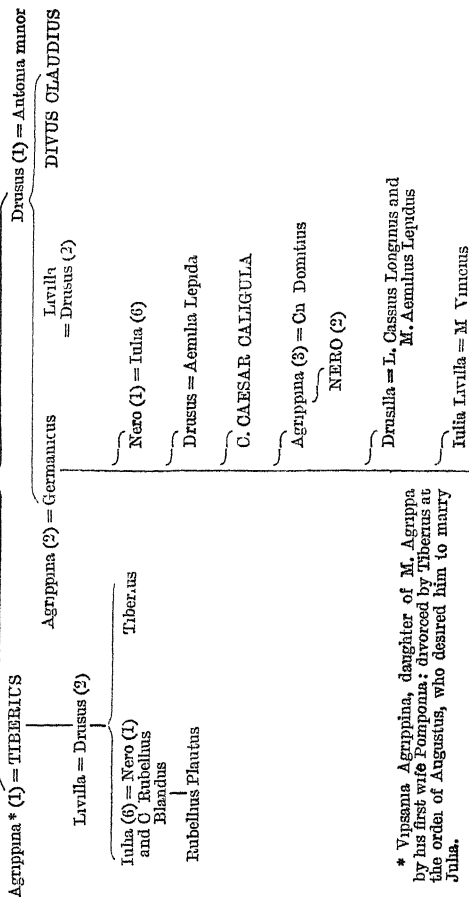 Agrippina * (1) = TIBERIUS
Drusus (1) = Antonia minor
Livilla = Drusus (2)
Agrippina (2) = Germanicus
Livilla
= Drusus (2)
DIVUS CLAUDIUS
Iulia (6) = Nero (1)
and C Rubellius
Blandus
Tiberius
Rubellius Plautus
Nero (1) = Iulia (6)
Drusus = Aemilia Lepida
C. CAESAR CALIGULA
Agrippina (3) = Cn Domitius
NERO (2)
Drusilla = L. Cassius Longinus and
M. Aemilius Lepidus
Iulia Livilla = M Vinicius
* Vipsania Agrippina, daughter of M. Agrippa
by his first wife Pomponia: divorced by Tiberius at
the order of Augustus, who desired him to marry
Julia.